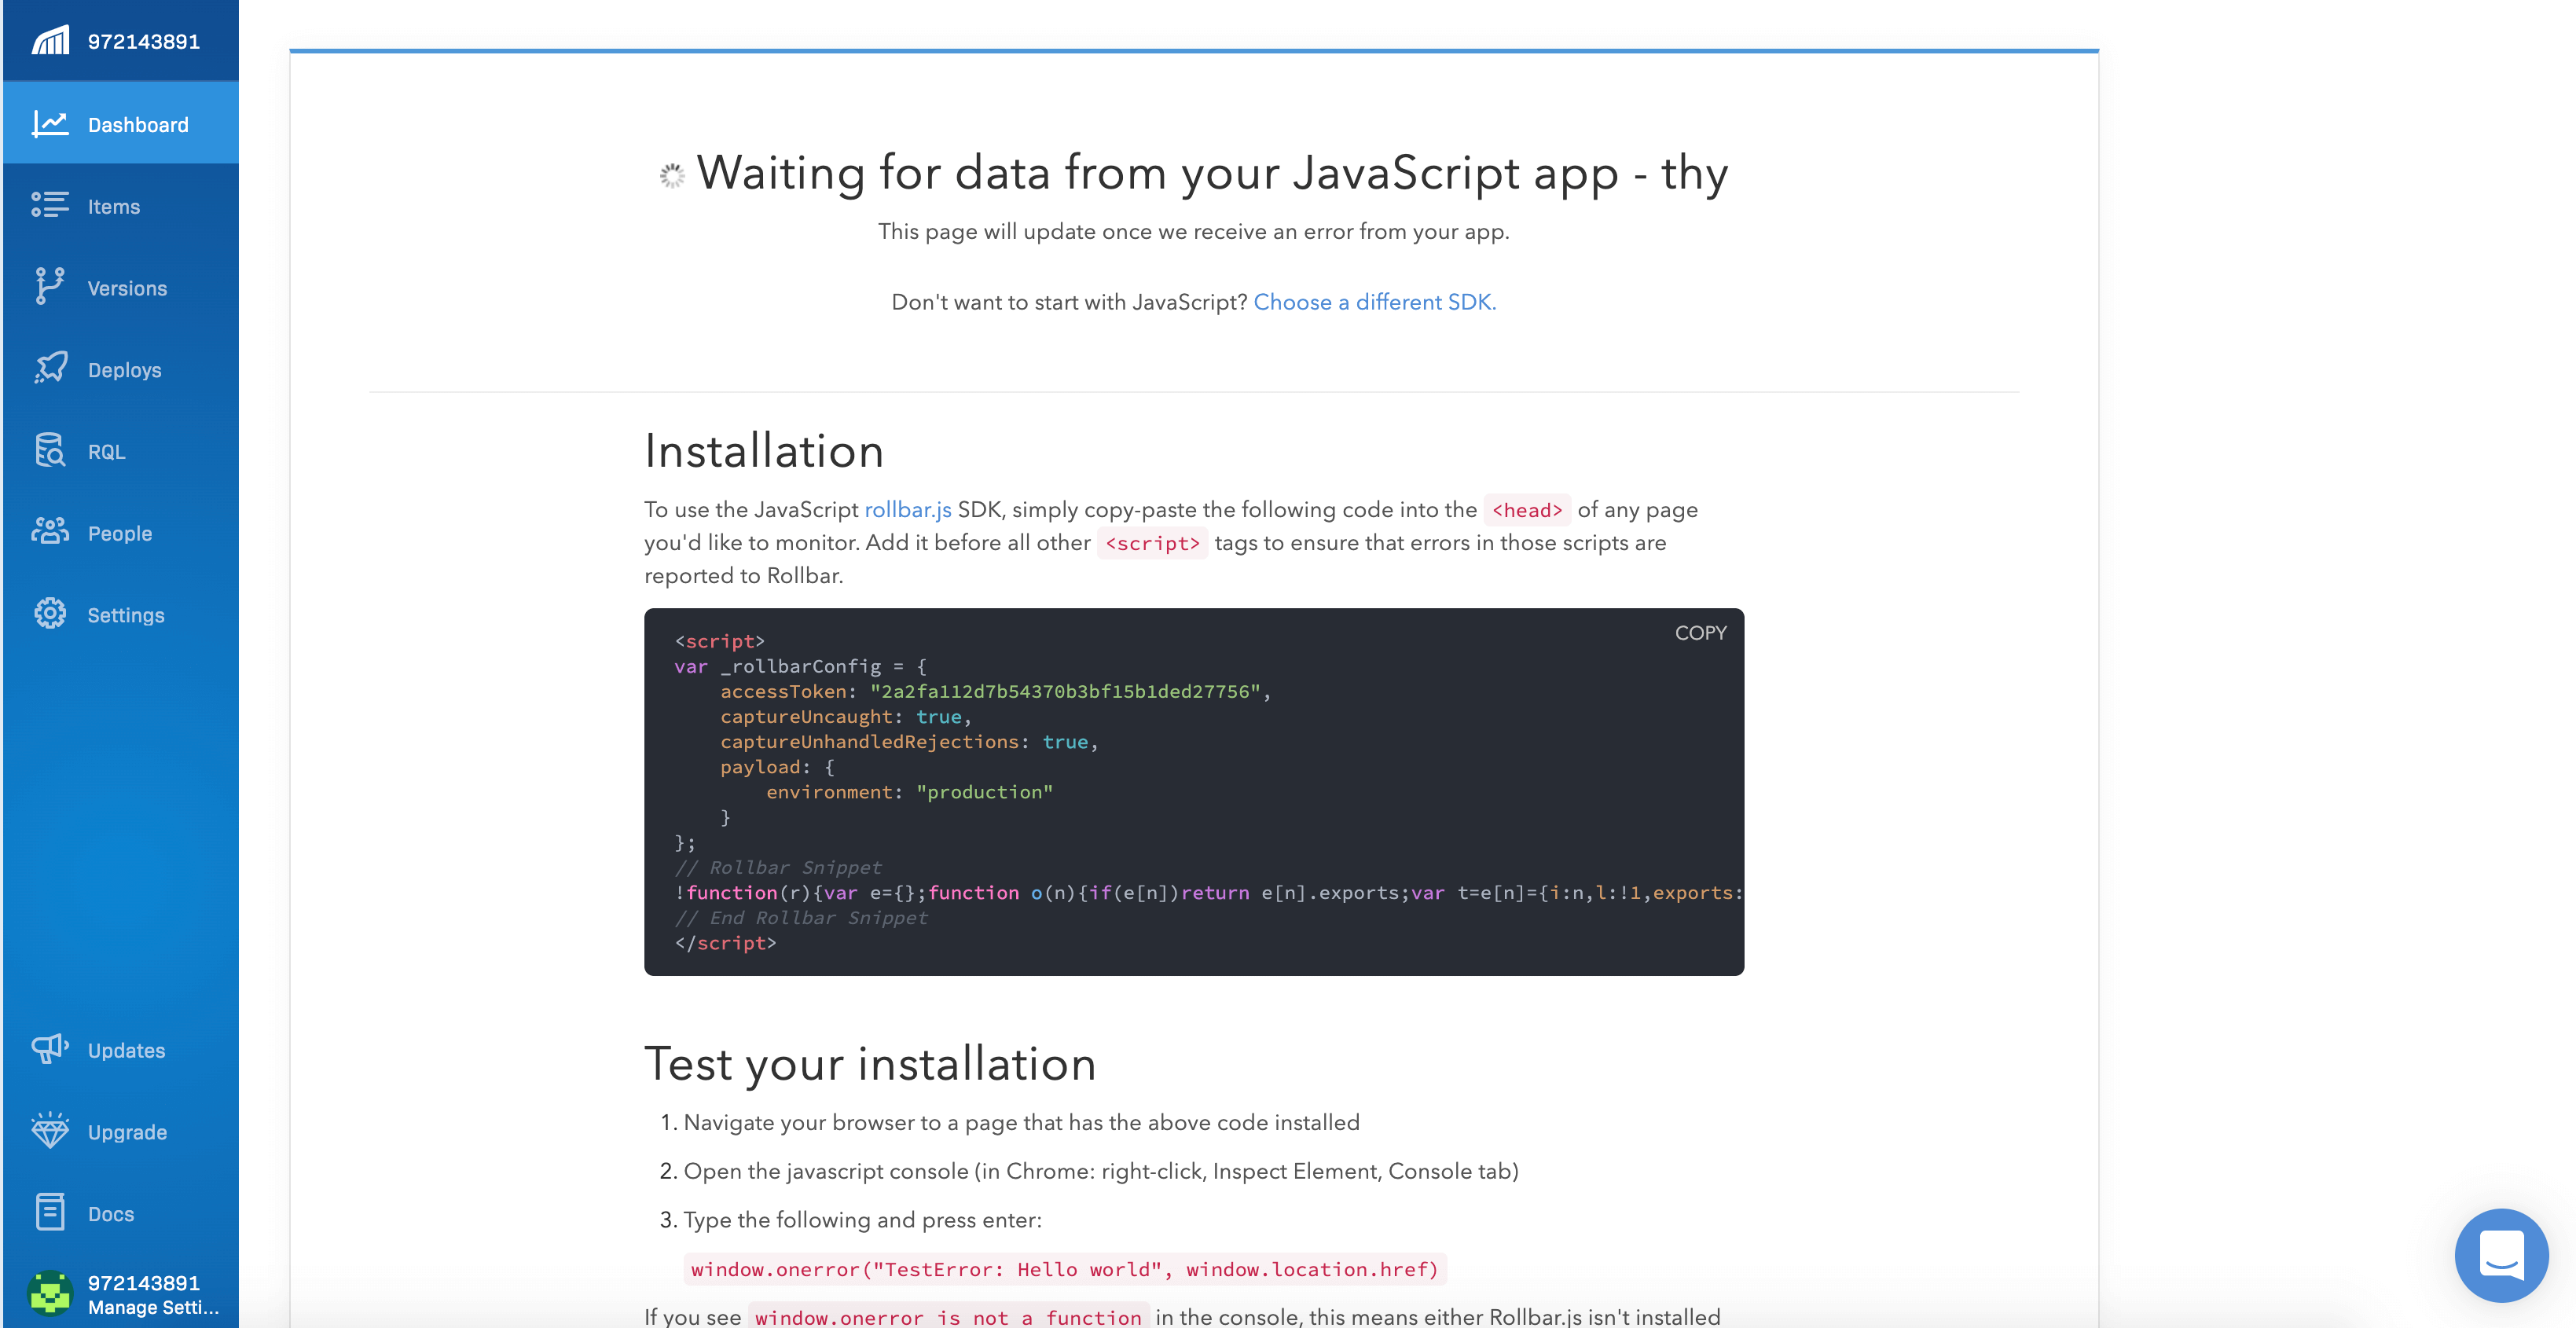 972143891
Dashboard
Items
Versions
Deploys
RQL
People
Settings
Updates
Upgrade
Docs
972143891
Manage Setti...
Waiting for data from your JavaScript app - thy
This page will update once we receive an error from your app.
Don't want to start with JavaScript? Choose a different SDK.
Installation
To use the JavaScript rollbar.js SDK, simply copy-paste the following code into the <head> of any page
you'd like to monitor. Add it before all other <script> tags to ensure that errors in those scripts are
reported to Rollbar.
COPY
<script>
var _rollbarConfig = {
    accessToken: "2a2fa112d7b54370b3bf15b1ded27756",
    captureUncaught: true,
    captureUnhandledRejections: true,
    payload: {
        environment: "production"
    }
};
// Rollbar Snippet
!function(r){var e={};function o(n){if(e[n])return e[n].exports;var t=e[n]={i:n,l:!1,exports:
// End Rollbar Snippet
</script>
Test your installation
1. Navigate your browser to a page that has the above code installed
2. Open the javascript console (in Chrome: right-click, Inspect Element, Console tab)
3. Type the following and press enter:
window.onerror("TestError: Hello world", window.location.href)
If you see window.onerror is not a function in the console, this means either Rollbar.js isn't installed